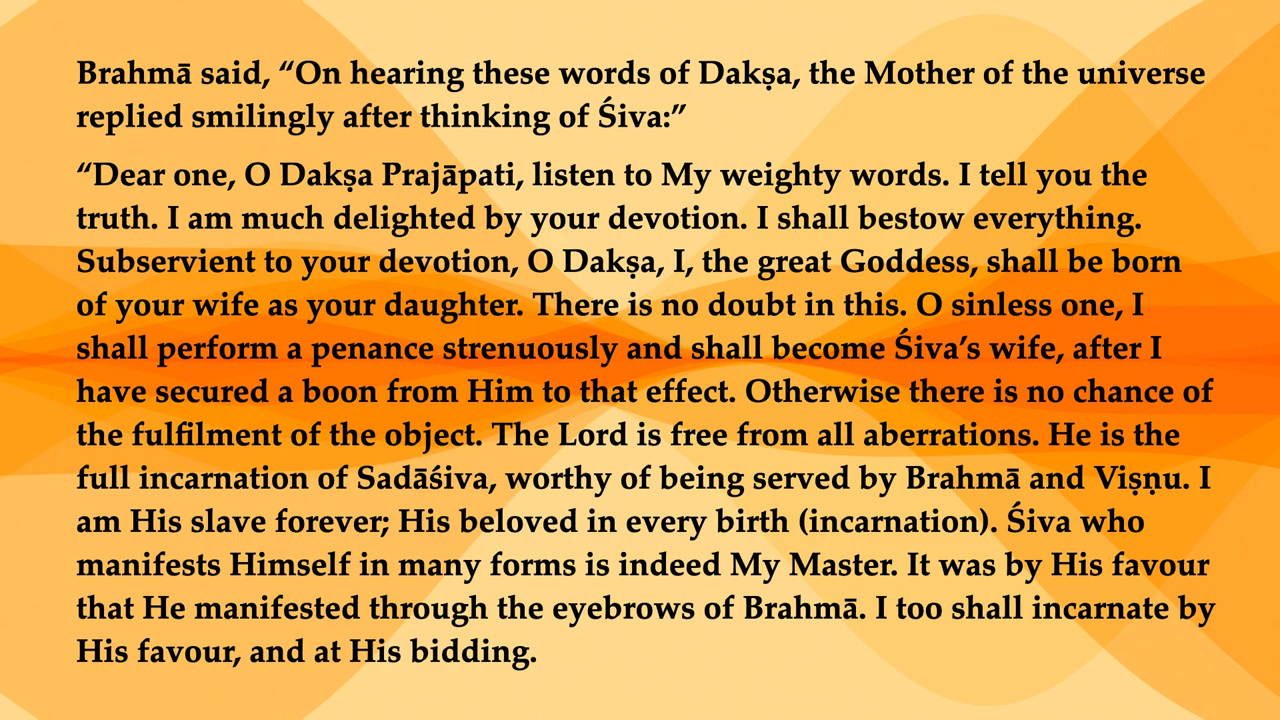 Brahmā said, “On hearing these words of Dakṣa, the Mother of the universe
replied smilingly after thinking of Śiva:”
“Dear one, O Dakṣa Prajāpati, listen to My weighty words. I tell you the
truth. I am much delighted by your devotion. I shall bestow everything.
Subservient to your devotion, O Dakṣa, I, the great Goddess, shall be born
of your wife as your daughter. There is no doubt in this. O sinless one, I
shall perform a penance strenuously and shall become Śiva’s wife, after I
have secured a boon from Him to that effect. Otherwise there is no chance of
the fulfilment of the object. The Lord is free from all aberrations. He is the
full incarnation of Sadāśiva, worthy of being served by Brahmā and Viṣṇu. I
am His slave forever; His beloved in every birth (incarnation). Śiva who
manifests Himself in many forms is indeed My Master. It was by His favour
that He manifested through the eyebrows of Brahmā. I too shall incarnate by
His favour, and at His bidding.